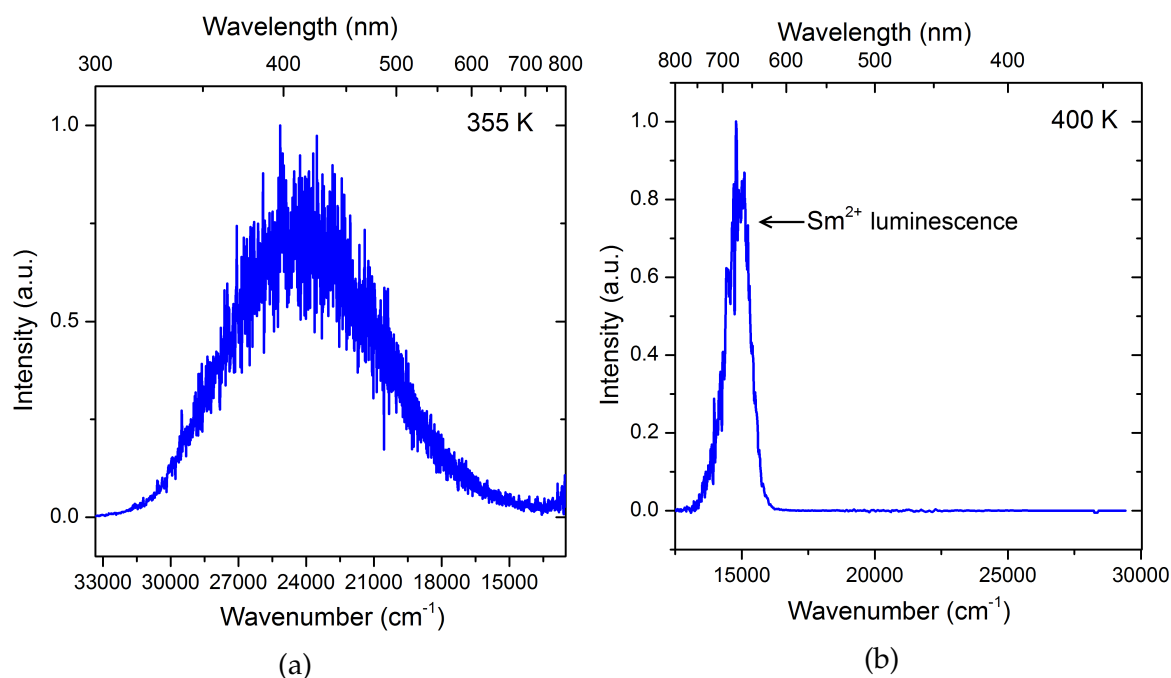 Wavelength (nm)
300 400 500 600 700 800
355 K
1.0
0.5
0.0
Intensity (a.u.)
33000 30000 27000 24000 21000 18000 15000
Wavenumber (cm⁻¹)
(a)
Wavelength (nm)
800 700 600 500 400
400 K
1.0
0.8
Sm²⁺ luminescence
0.6
0.4
0.2
0.0
Intensity (a.u.)
15000 20000 25000 30000
Wavenumber (cm⁻¹)
(b)